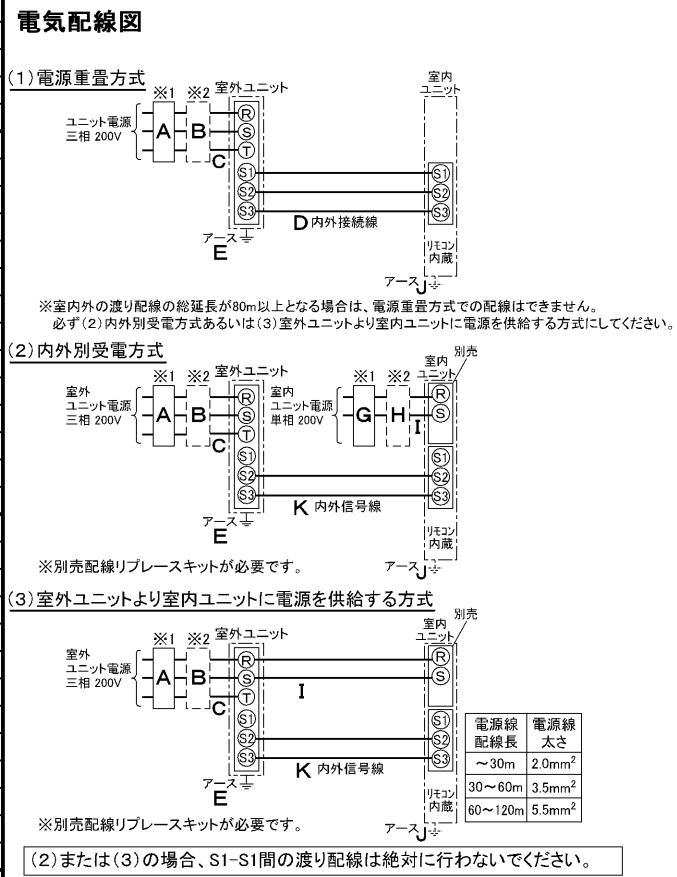 電気配線図
(1)電源重畳方式
※1 ※2 室外ユニット
室内
ユニット
ユニット電源
三相 200V
A B
R
S
T
C
S1 S1
S2 S2
S3 S3
D 内外接続線
アース
E
リモコン
内蔵
アース J
※室内外の渡り配線の総延長が80m以上となる場合は、電源重畳方式での配線はできません。
必ず(2)内外別受電方式あるいは(3)室外ユニットより室内ユニットに電源を供給する方式にしてください。
(2)内外別受電方式
※1 ※2 室外ユニット
※1 ※2 室内
ユニット
別売
室外
ユニット電源
三相 200V
A B
R
S
T
C
室内
ユニット電源
単相 200V
G H
I
R
S
S1 S1
S2 S2
S3 S3
K 内外信号線
アース
E
リモコン
内蔵
※別売配線リプレースキットが必要です。
アース J
(3)室外ユニットより室内ユニットに電源を供給する方式
※1 ※2 室外ユニット
室内
ユニット
別売
室外
ユニット電源
三相 200V
A B
R R
S S
T
C
I
S1 S1
S2 S2
S3 S3
K 内外信号線
アース
E
リモコン
内蔵
※別売配線リプレースキットが必要です。
アース J
電源線
配線長
電源線
太さ
～30m 2.0mm²
30～60m 3.5mm²
60～120m 5.5mm²
(2)または(3)の場合、S1-S1間の渡り配線は絶対に行わないでください。